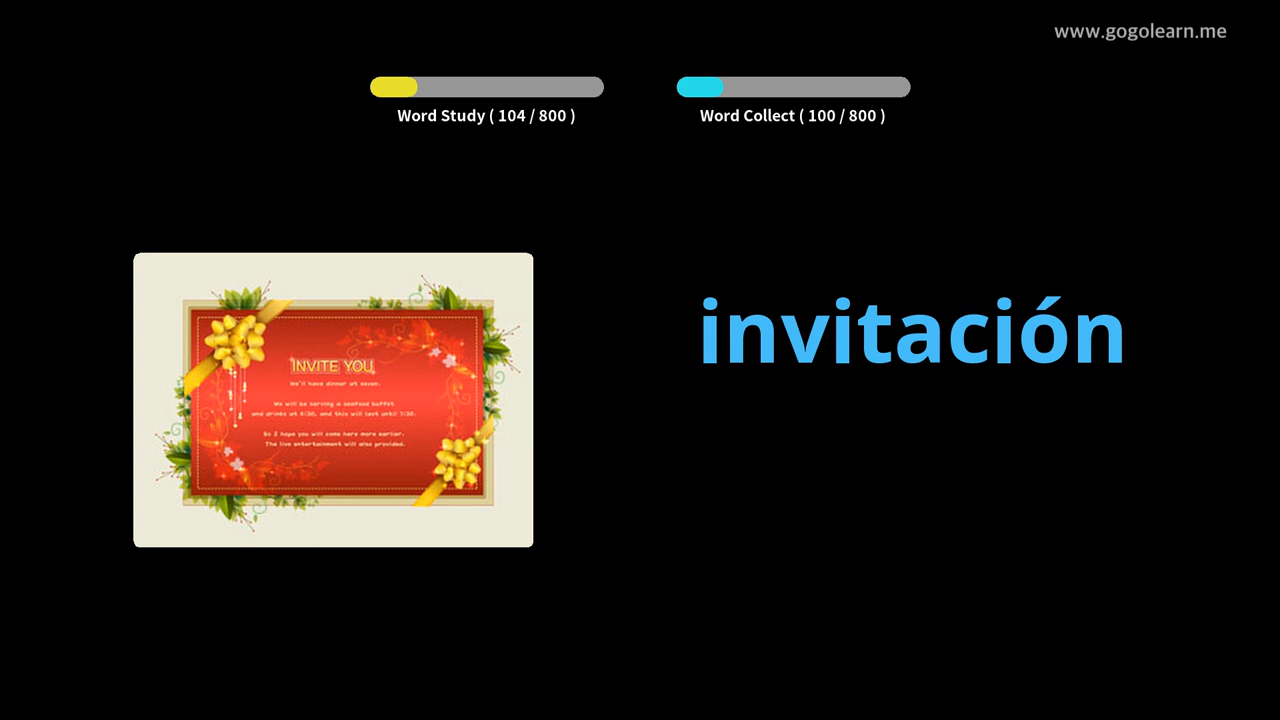 www.gogolearn.me
Word Study ( 104 / 800 )
Word Collect ( 100 / 800 )
invitación
INVITE YOU
We'll have dinner at seven.
We will be serving a seafood buffet
and drinks at 6:30, and this will last until 7:30.
So I hope you will come here more earlier.
The live entertainment will also provided.